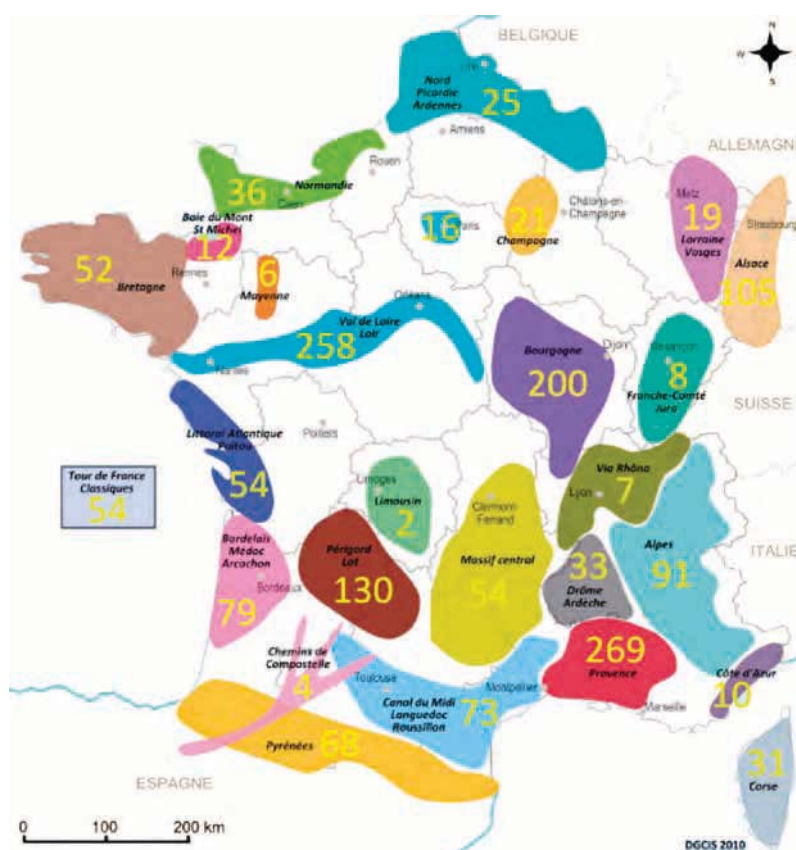 BELGIQUE
N
W
E
S
Lille
Nord
Picardie
Ardennes
25
Amiens
ALLEMAGNE
Rouen
36
Normandie
Caen
Metz
19
Lorraine
Vosges
Strasbourg
Alsace
105
Châlons-en-
Champagne
21
Champagne
16
Paris
Baie du Mont
St Michel
12
52
Bretagne
Rennes
6
Mayenne
Orléans
Val de Loire
Loir
258
Nantes
Bourgogne
200
Dijon
Besançon
8
Franche-Comté
Jura
SUISSE
Littoral Atlantique
Poitou
54
Poitiers
Tour de France
Classiques
54
Limoges
Limousin
2
Clermont-
Ferrand
Massif central
54
Via Rhôna
7
Lyon
Alpes
91
ITALIE
Bordelais
Médoc
Arcachon
Bordeaux
79
Périgord
Lot
130
33
Drôme
Ardèche
269
Provence
Marseille
Côte d'Azur
10
Chemins de
Compostelle
4
Toulouse
Montpellier
Canal du Midi
Languedoc
Roussillon
73
Pyrénées
68
ESPAGNE
31
Corse
0 100 200 km
DGCIS 2010